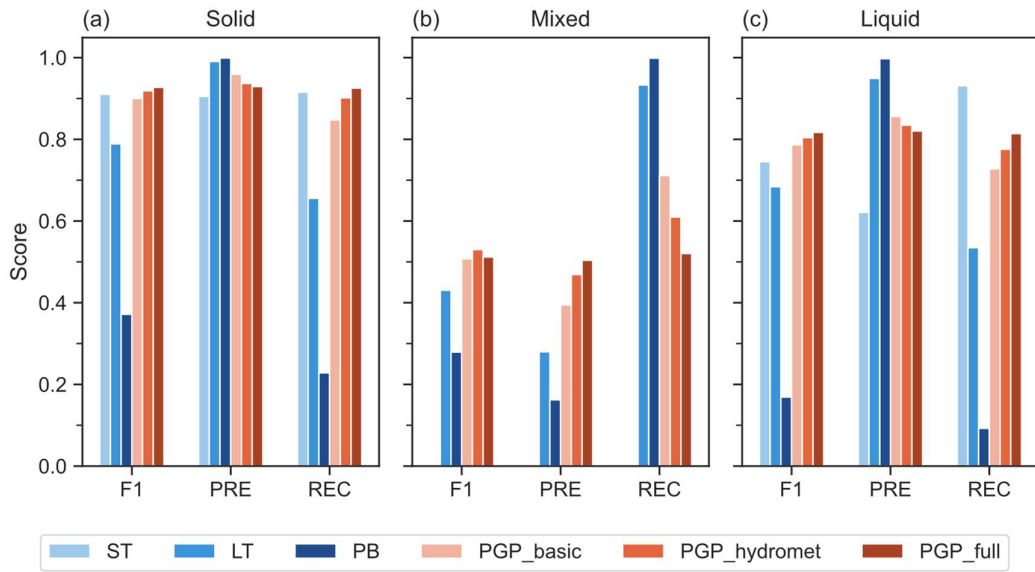 (a) Solid
(b) Mixed
(c) Liquid
Score
1.0
0.8
0.6
0.4
0.2
0.0
F1 PRE REC
F1 PRE REC
F1 PRE REC
ST LT PB PGP_basic PGP_hydromet PGP_full